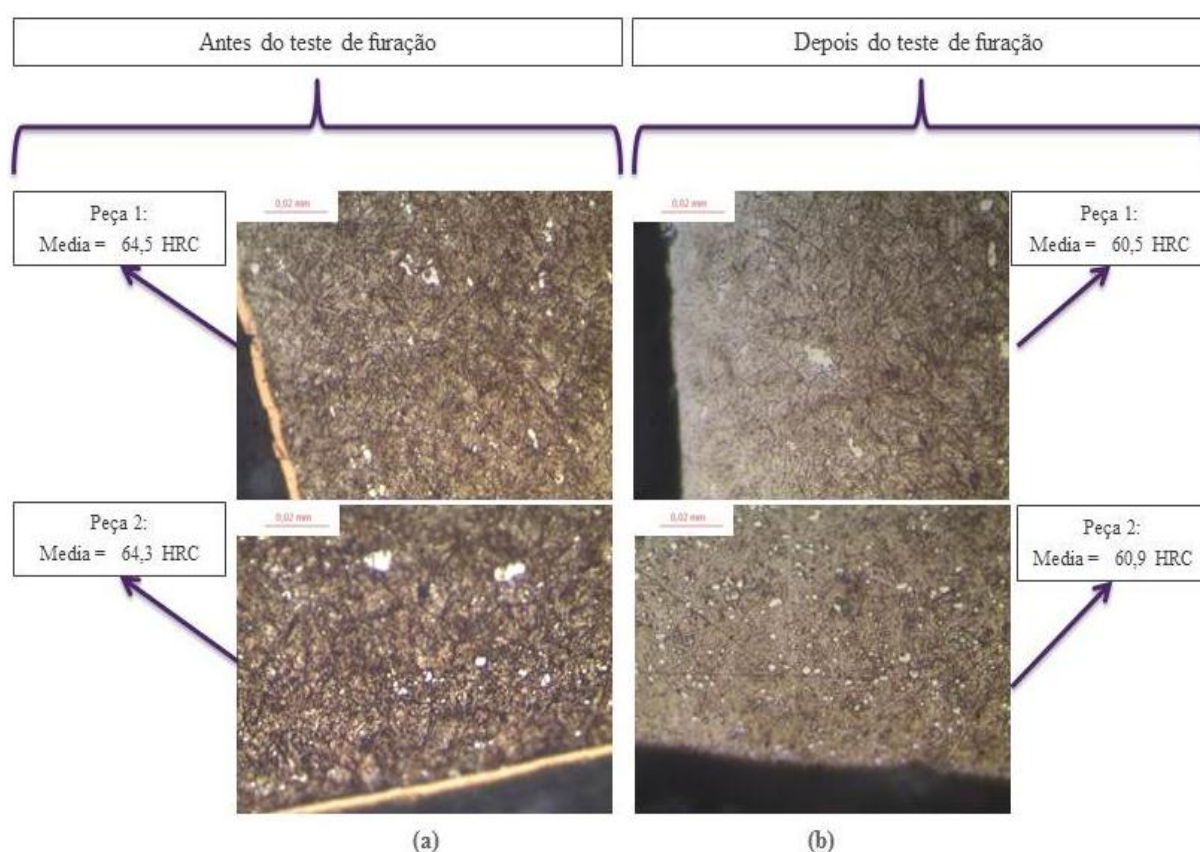 Antes do teste de furação
Depois do teste de furação
0,02 mm
0,02 mm
Peça 1:
Media = 64,5 HRC
Peça 1:
Media = 60,5 HRC
0,02 mm
0,02 mm
Peça 2:
Media = 64,3 HRC
Peça 2:
Media = 60,9 HRC
(a)
(b)